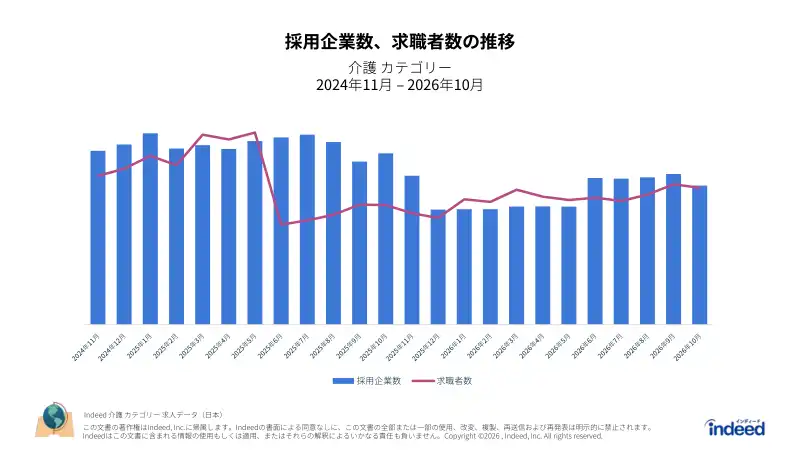 採用企業数、求職者数の推移
介護 カテゴリー
2024年11月 – 2026年10月
2024年11月
2024年12月
2025年1月
2025年2月
2025年3月
2025年4月
2025年5月
2025年6月
2025年7月
2025年8月
2025年9月
2025年10月
2025年11月
2025年12月
2026年1月
2026年2月
2026年3月
2026年4月
2026年5月
2026年6月
2026年7月
2026年8月
2026年9月
2026年10月
採用企業数
求職者数
Indeed 介護 カテゴリー 求人データ（日本）
この文書の著作権はIndeed, Inc.に帰属します。Indeedの書面による同意なしに、この文書の全部または一部の使用、改変、複製、再送信および再発表は明示的に禁止されます。
Indeedはこの文書に含まれる情報の使用もしくは適用、またはそれらの解釈によるいかなる責任も負いません。Copyright ©2026 , Indeed, Inc. All rights reserved.
インディード
indeed